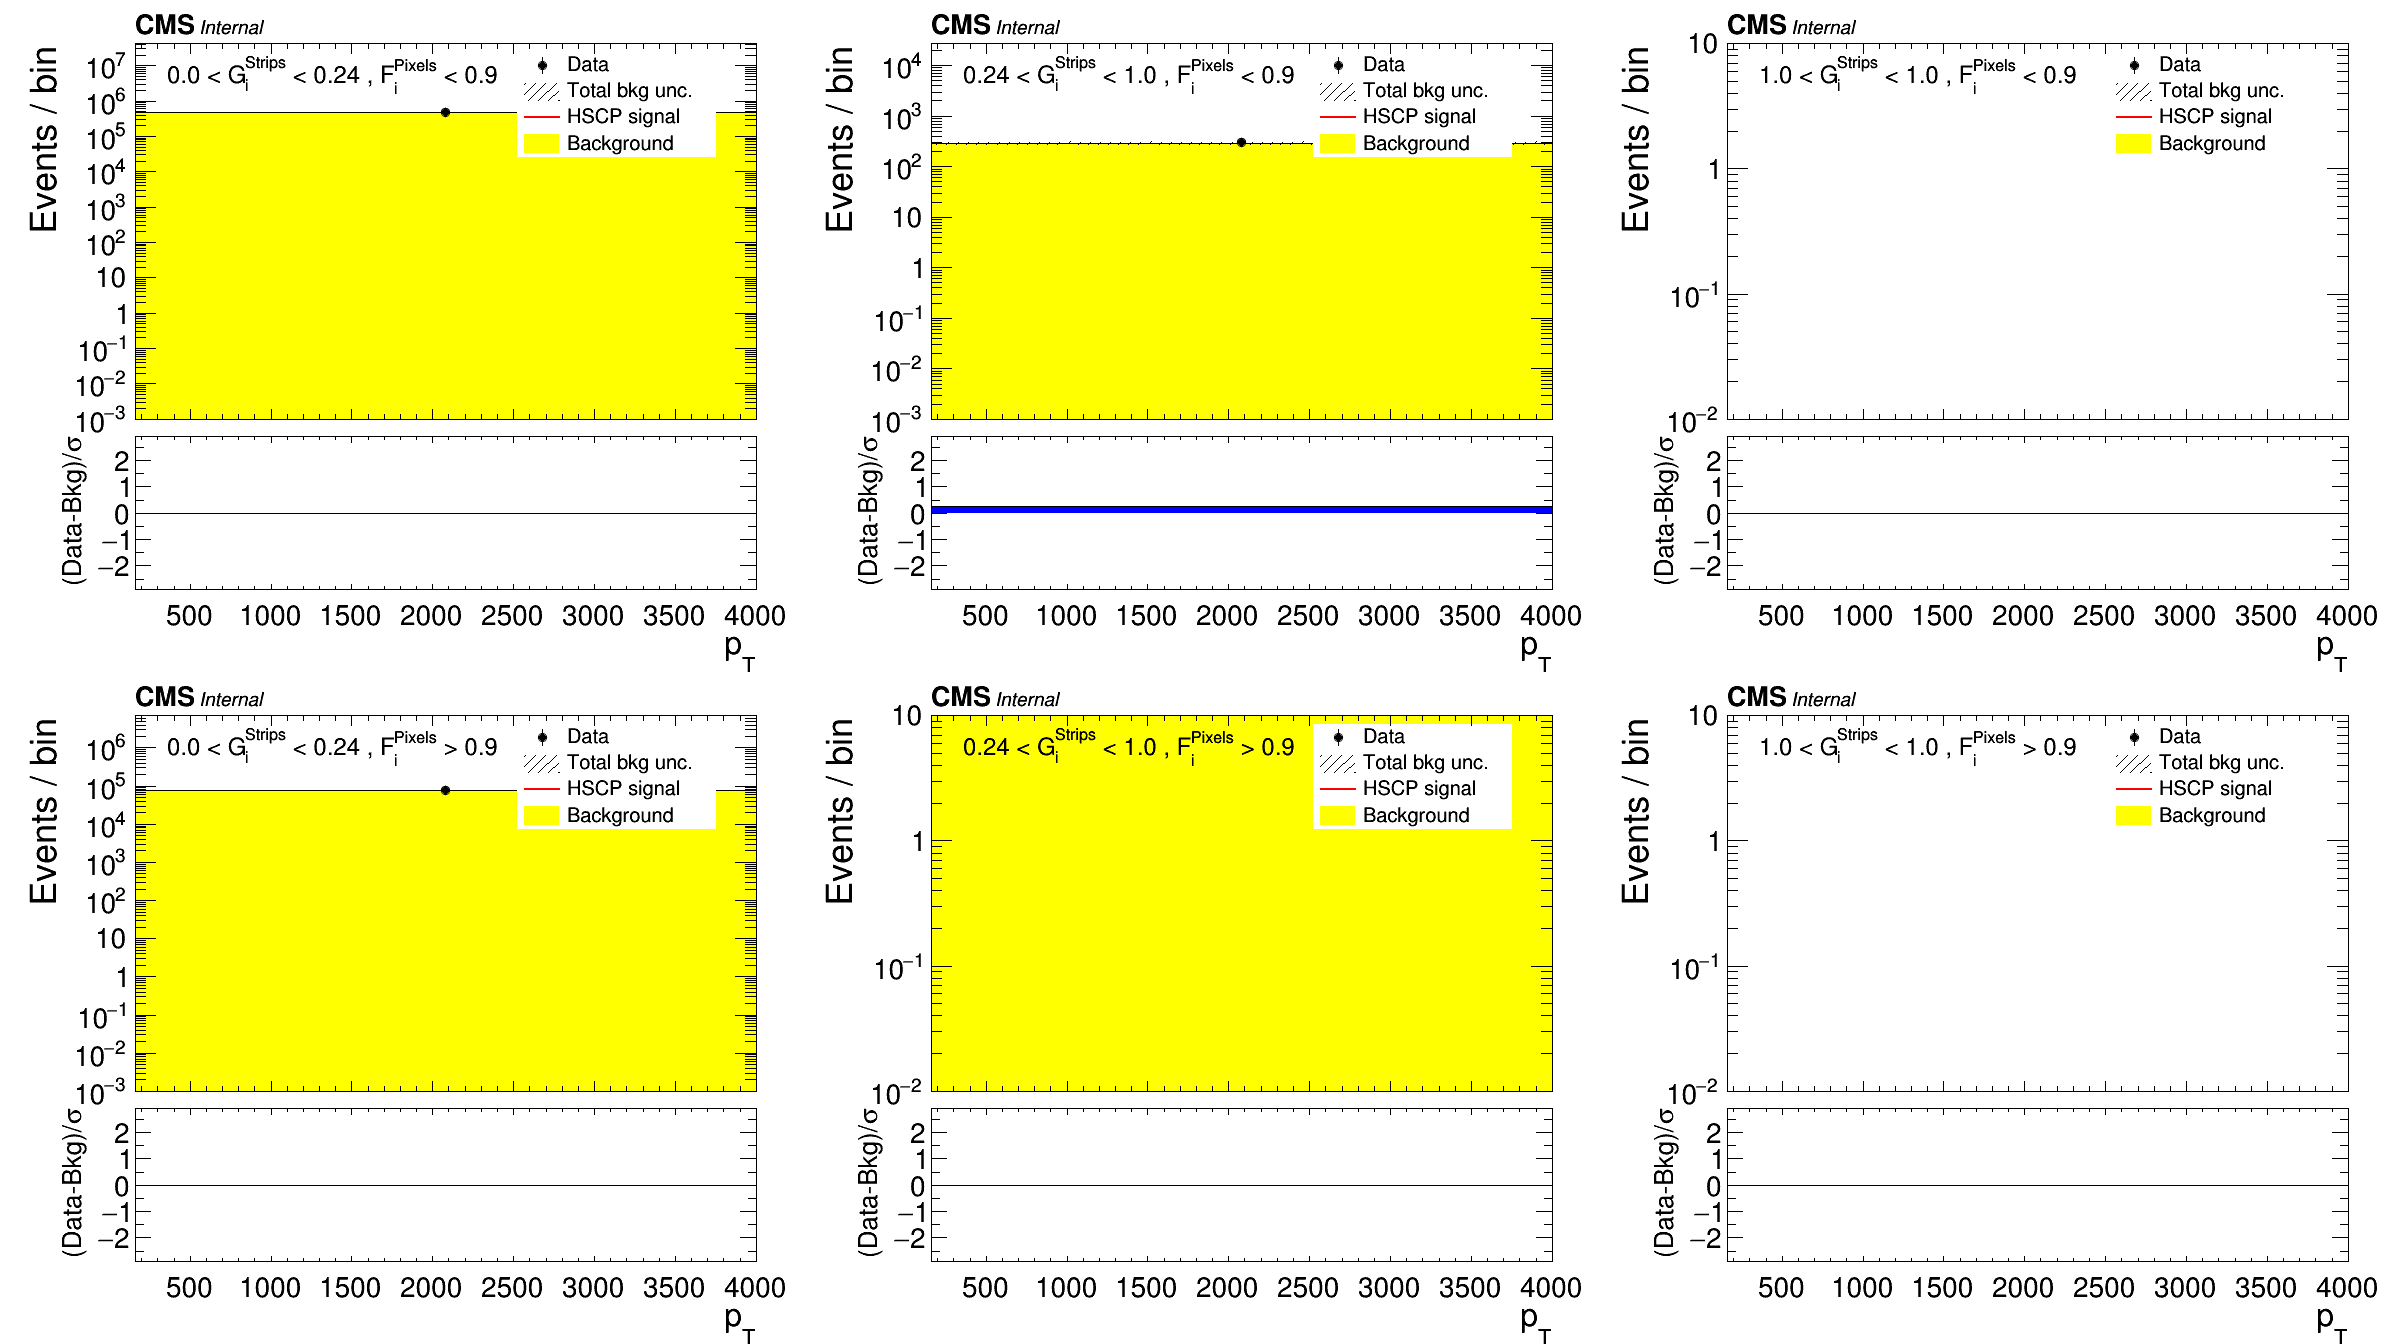 CMS Internal
Events / bin
0.0 < G_i^Strips < 0.24 , F_i^Pixels < 0.9
Data
Total bkg unc.
HSCP signal
Background
10^7
10^6
10^5
10^4
10^3
10^2
10
1
10^−1
10^−2
10^−3
(Data-Bkg)/σ
2
1
0
−1
−2
500 1000 1500 2000 2500 3000 3500 4000
p_T
CMS Internal
Events / bin
0.24 < G_i^Strips < 1.0 , F_i^Pixels < 0.9
Data
Total bkg unc.
HSCP signal
Background
10^4
10^3
10^2
10
1
10^−1
10^−2
10^−3
(Data-Bkg)/σ
2
1
0
−1
−2
500 1000 1500 2000 2500 3000 3500 4000
p_T
CMS Internal
Events / bin
1.0 < G_i^Strips < 1.0 , F_i^Pixels < 0.9
Data
Total bkg unc.
HSCP signal
Background
10
1
10^−1
10^−2
(Data-Bkg)/σ
2
1
0
−1
−2
500 1000 1500 2000 2500 3000 3500 4000
p_T
CMS Internal
Events / bin
0.0 < G_i^Strips < 0.24 , F_i^Pixels > 0.9
Data
Total bkg unc.
HSCP signal
Background
10^6
10^5
10^4
10^3
10^2
10
1
10^−1
10^−2
10^−3
(Data-Bkg)/σ
2
1
0
−1
−2
500 1000 1500 2000 2500 3000 3500 4000
p_T
CMS Internal
Events / bin
0.24 < G_i^Strips < 1.0 , F_i^Pixels > 0.9
Data
Total bkg unc.
HSCP signal
Background
10
1
10^−1
10^−2
(Data-Bkg)/σ
2
1
0
−1
−2
500 1000 1500 2000 2500 3000 3500 4000
p_T
CMS Internal
Events / bin
1.0 < G_i^Strips < 1.0 , F_i^Pixels > 0.9
Data
Total bkg unc.
HSCP signal
Background
10
1
10^−1
10^−2
(Data-Bkg)/σ
2
1
0
−1
−2
500 1000 1500 2000 2500 3000 3500 4000
p_T